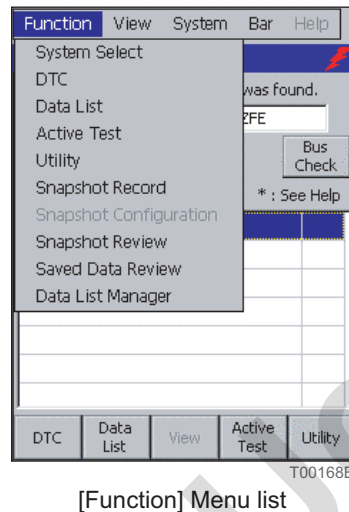 Function View System Bar Help
System Select
DTC
Data List
Active Test
Utility
Snapshot Record
Snapshot Configuration
Snapshot Review
Saved Data Review
Data List Manager
was found.
ZFE
Bus
Check
* : See Help
DTC
Data
List
View
Active
Test
Utility
T00168E
[Function] Menu list